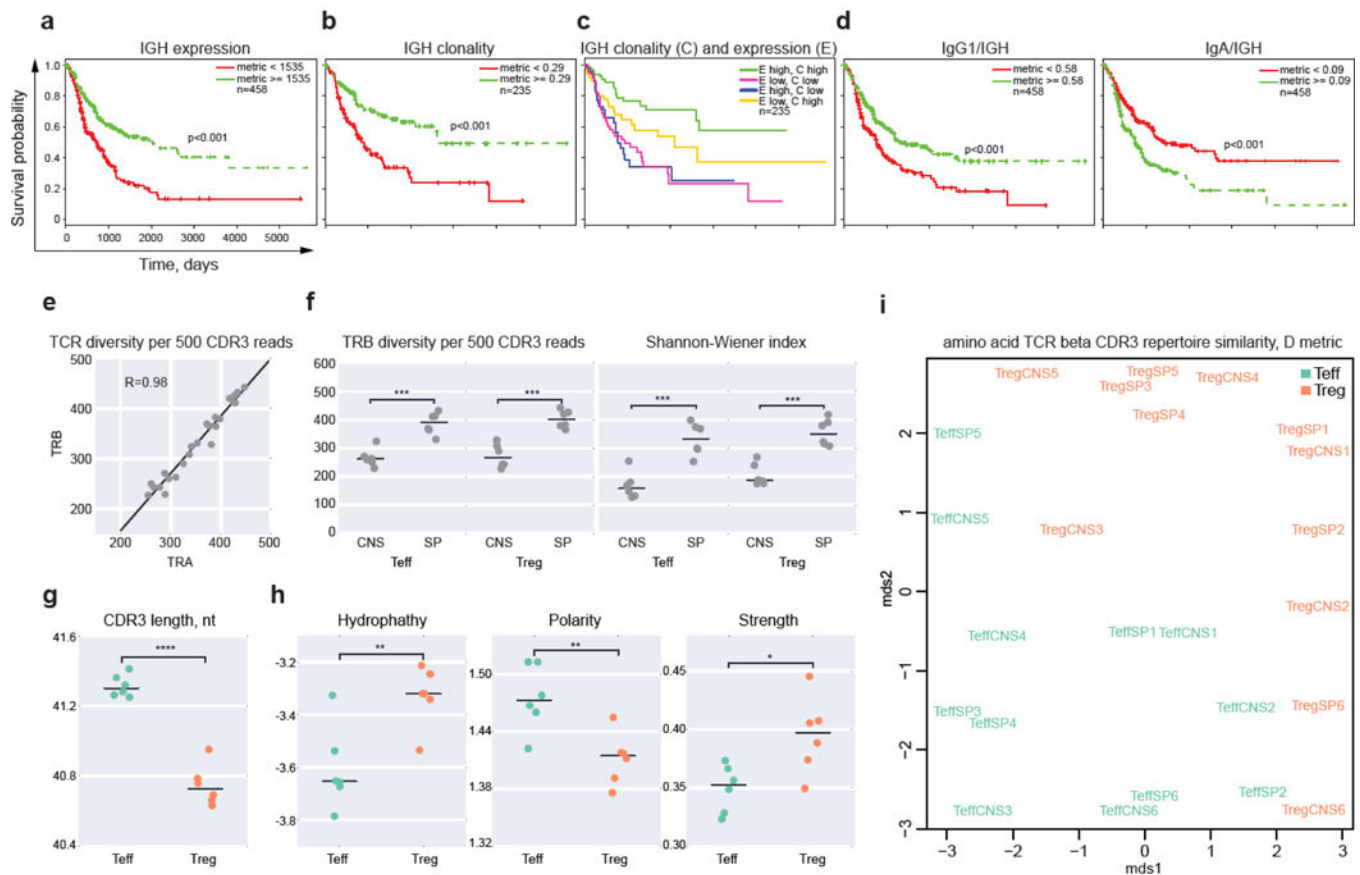 a
IGH expression
metric < 1535
metric >= 1535
n=458
p<0.001
1.0
0.8
0.6
0.4
0.2
0
0 1000 2000 3000 4000 5000
Survival probability
Time, days
b
IGH clonality
metric < 0.29
metric >= 0.29
n=235
p<0.001
c
IGH clonality (C) and expression (E)
E high, C high
E low, C low
E high, C low
E low, C high
n=235
d
IgG1/IGH
metric < 0.58
metric >= 0.58
n=458
p<0.001
IgA/IGH
metric < 0.09
metric >= 0.09
n=458
p<0.001
e
TCR diversity per 500 CDR3 reads
R=0.98
500
400
300
200
TRB
200 300 400 500
TRA
f
TRB diversity per 500 CDR3 reads
Shannon-Wiener index
600
500
400
300
200
100
0
*** *** *** ***
CNS SP CNS SP CNS SP CNS SP
Teff Treg Teff Treg
g
CDR3 length, nt
41.6
41.2
40.8
40.4
****
Teff Treg
h
Hydrophathy
-3.2
-3.4
-3.6
-3.8
**
Teff Treg
Polarity
1.50
1.44
1.38
1.32
**
Teff Treg
Strength
0.45
0.40
0.35
0.30
*
Teff Treg
i
amino acid TCR beta CDR3 repertoire similarity, D metric
Teff
Treg
TregCNS5
TregSP5
TregSP3
TregCNS4
TregSP4
TeffSP5
TregSP1
TregCNS1
TeffCNS5
TregCNS3
TregSP2
TregCNS2
TeffCNS4
TeffSP1
TeffCNS1
TeffSP3
TeffSP4
TeffCNS2
TregSP6
TeffCNS3
TeffSP6
TeffCNS6
TeffSP2
TregCNS6
2
1
0
−1
−2
−3
mds2
−3 −2 −1 0 1 2 3
mds1